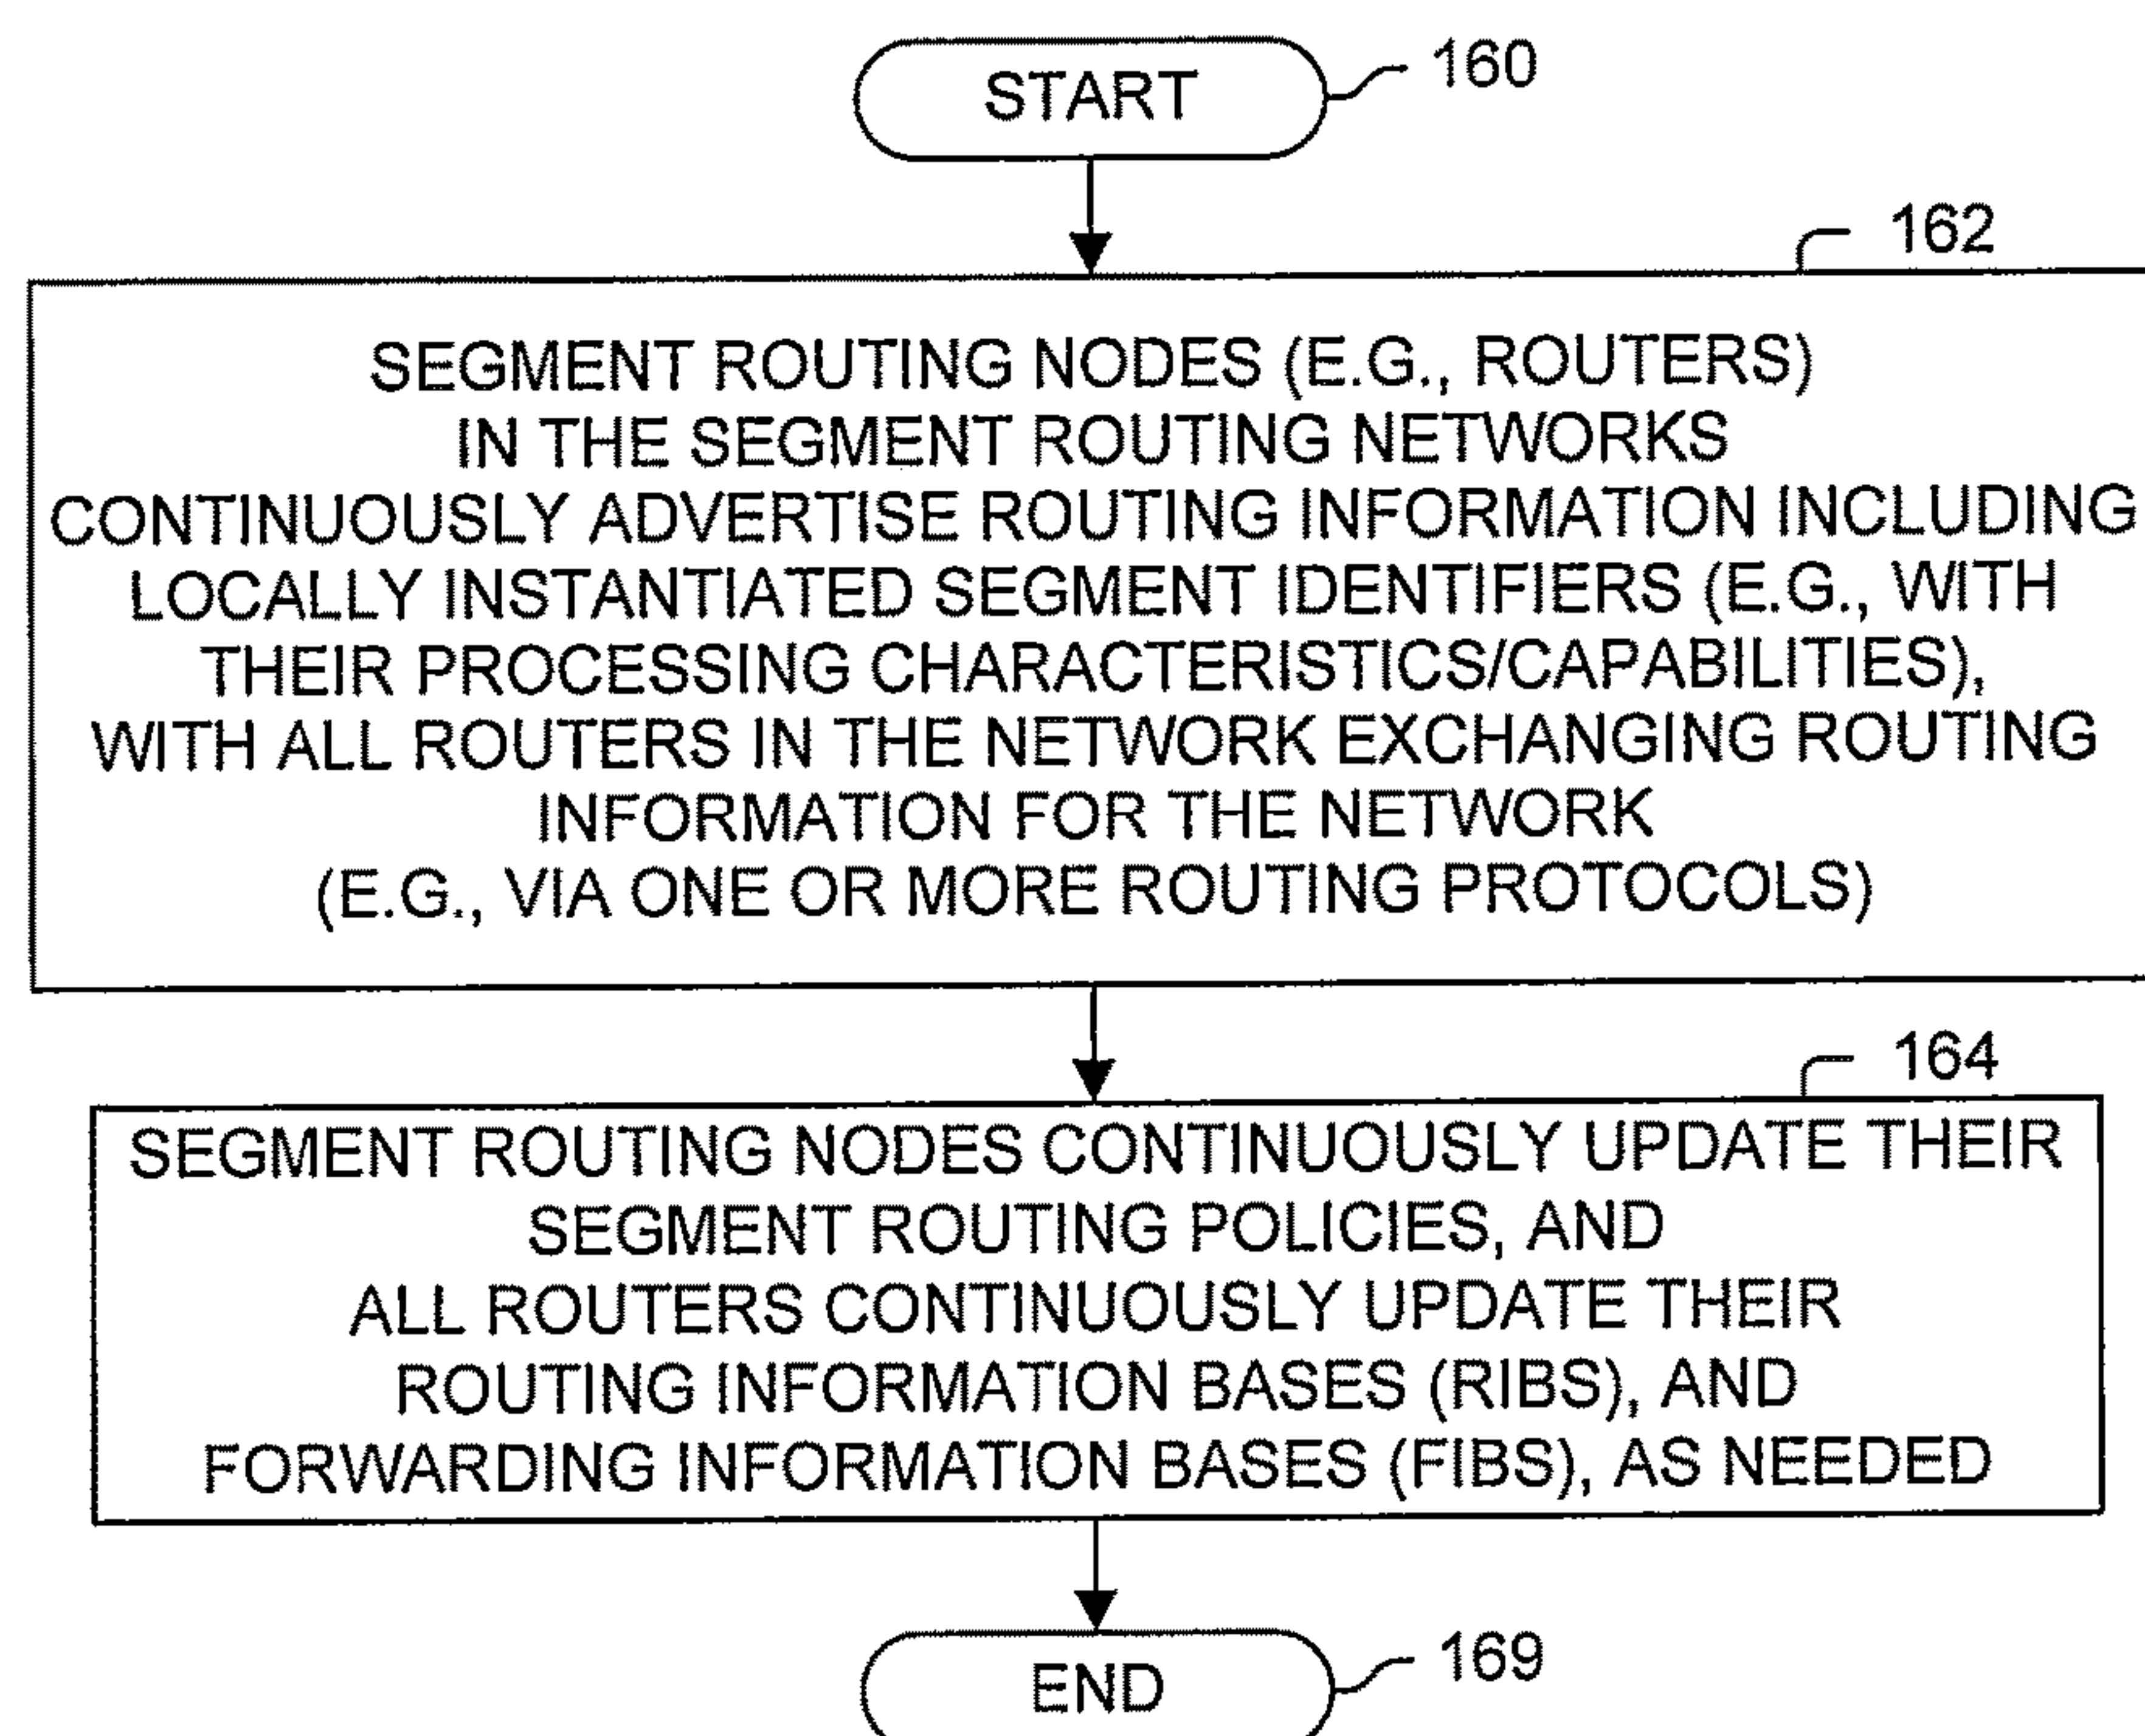 START
160
162
SEGMENT ROUTING NODES (E.G., ROUTERS)
IN THE SEGMENT ROUTING NETWORKS
CONTINUOUSLY ADVERTISE ROUTING INFORMATION INCLUDING
LOCALLY INSTANTIATED SEGMENT IDENTIFIERS (E.G., WITH
THEIR PROCESSING CHARACTERISTICS/CAPABILITIES),
WITH ALL ROUTERS IN THE NETWORK EXCHANGING ROUTING
INFORMATION FOR THE NETWORK
(E.G., VIA ONE OR MORE ROUTING PROTOCOLS)
164
SEGMENT ROUTING NODES CONTINUOUSLY UPDATE THEIR
SEGMENT ROUTING POLICIES, AND
ALL ROUTERS CONTINUOUSLY UPDATE THEIR
ROUTING INFORMATION BASES (RIBS), AND
FORWARDING INFORMATION BASES (FIBS), AS NEEDED
END
169